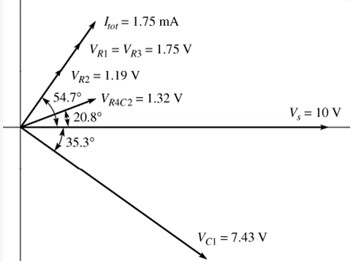 I_tot = 1.75 mA
V_R1 = V_R3 = 1.75 V
V_R2 = 1.19 V
54.7° V_R4C2 = 1.32 V
20.8° V_s = 10 V
35.3°
V_C1 = 7.43 V